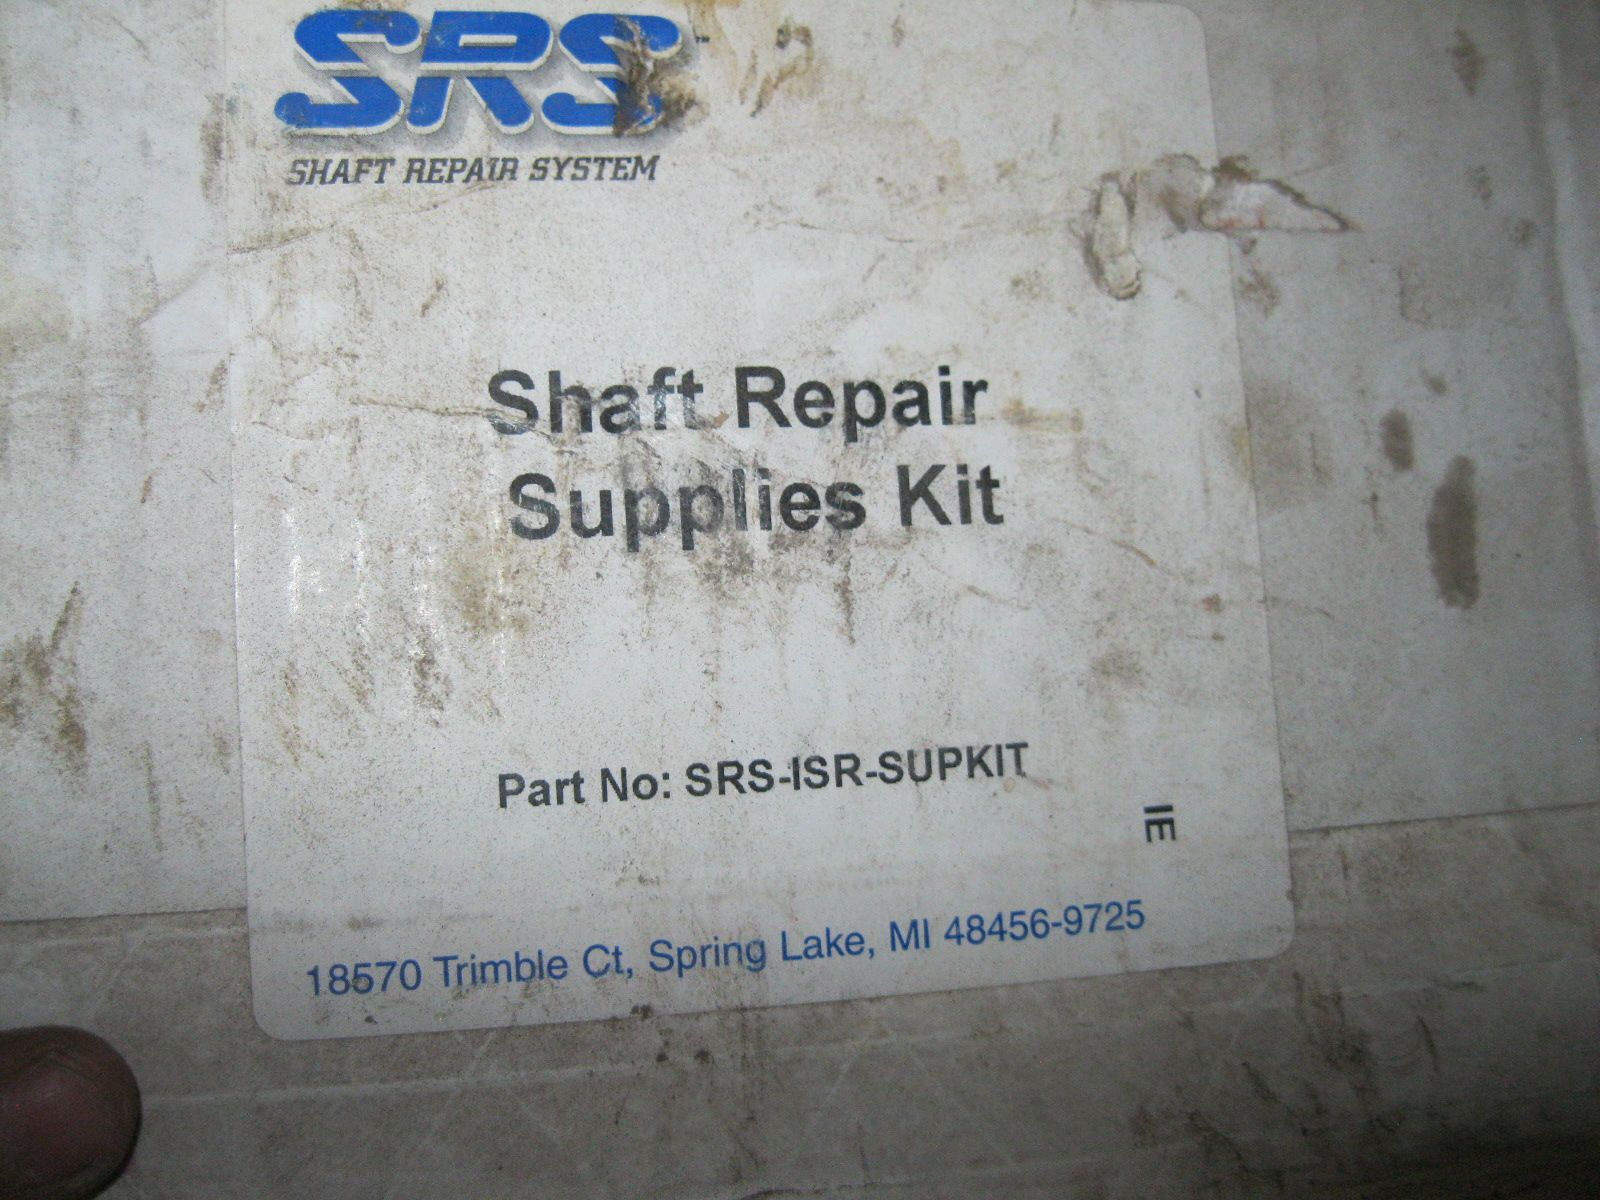 SRS™
SHAFT REPAIR SYSTEM
Shaft Repair
Supplies Kit
Part No: SRS-ISR-SUPKIT
IE
18570 Trimble Ct, Spring Lake, MI 48456-9725